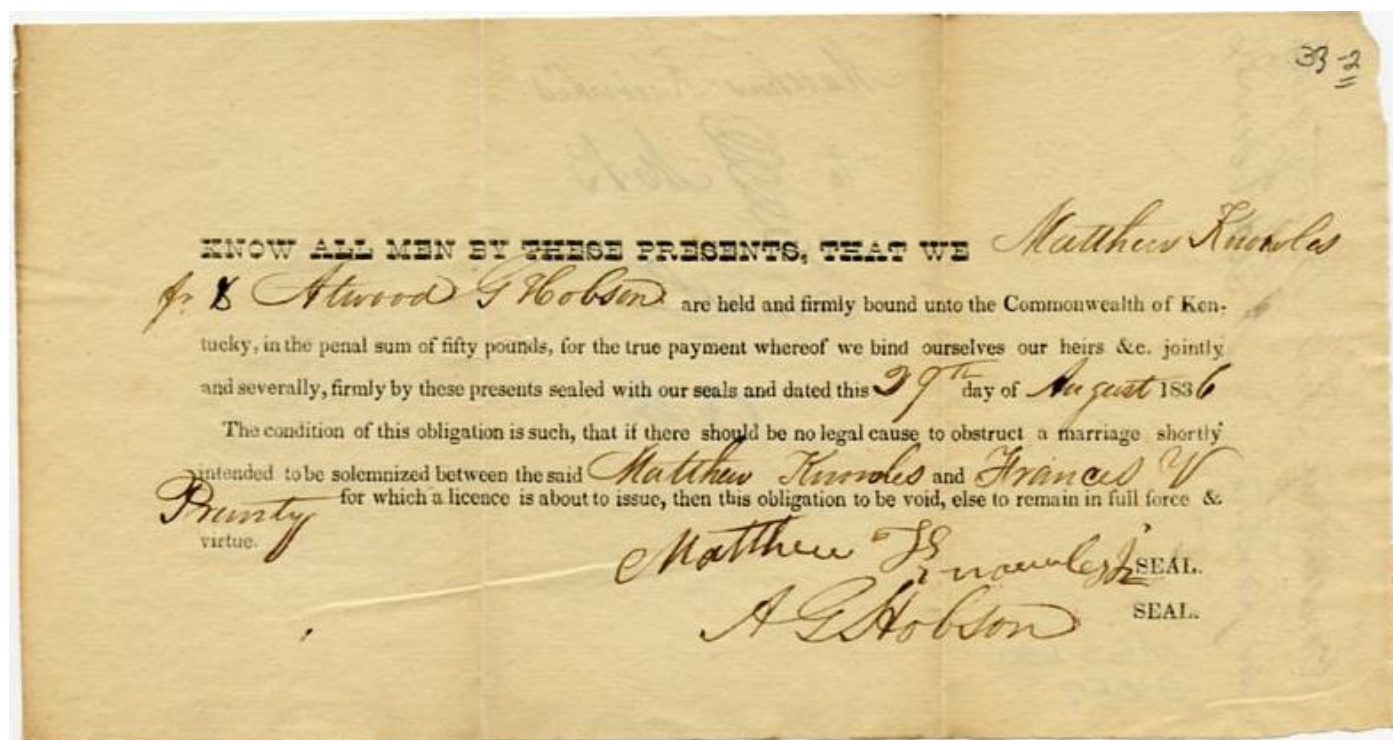 33-2
KNOW ALL MEN BY THESE PRESENTS, THAT WE Matthew Knowles
jr. & Atwood G Hobson are held and firmly bound unto the Commonwealth of Ken-
tucky, in the penal sum of fifty pounds, for the true payment whereof we bind ourselves our heirs &c. jointly
and severally, firmly by these presents sealed with our seals and dated this 29th day of August 1836
The condition of this obligation is such, that if there should be no legal cause to obstruct a marriage shortly
intended to be solemnized between the said Matthew Knowles and Frances V
Prunty for which a licence is about to issue, then this obligation to be void, else to remain in full force &
virtue.
Matthew Knowles jr SEAL.
A G Hobson SEAL.